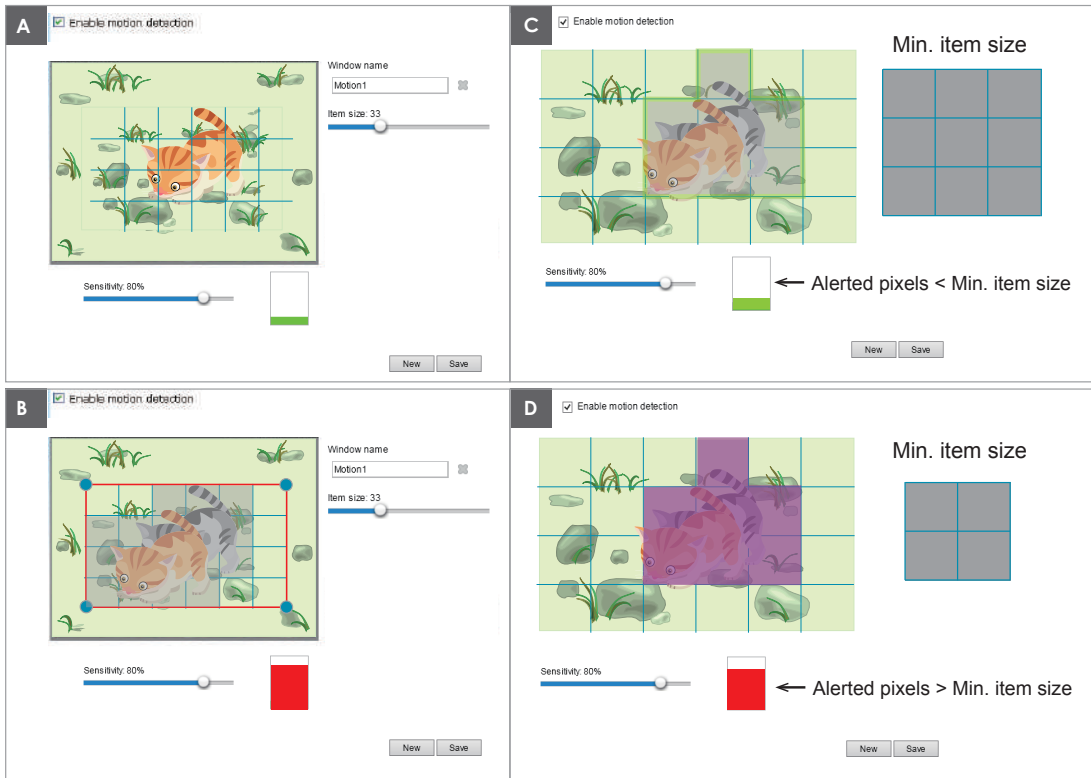 A
Enable motion detection
Window name
Motion1
Item size: 33
Sensitivity: 80%
New
Save
B
Enable motion detection
Window name
Motion1
Item size: 33
Sensitivity: 80%
New
Save
C
Enable motion detection
Min. item size
Sensitivity: 80%
Alerted pixels < Min. item size
New
Save
D
Enable motion detection
Min. item size
Sensitivity: 80%
Alerted pixels > Min. item size
New
Save